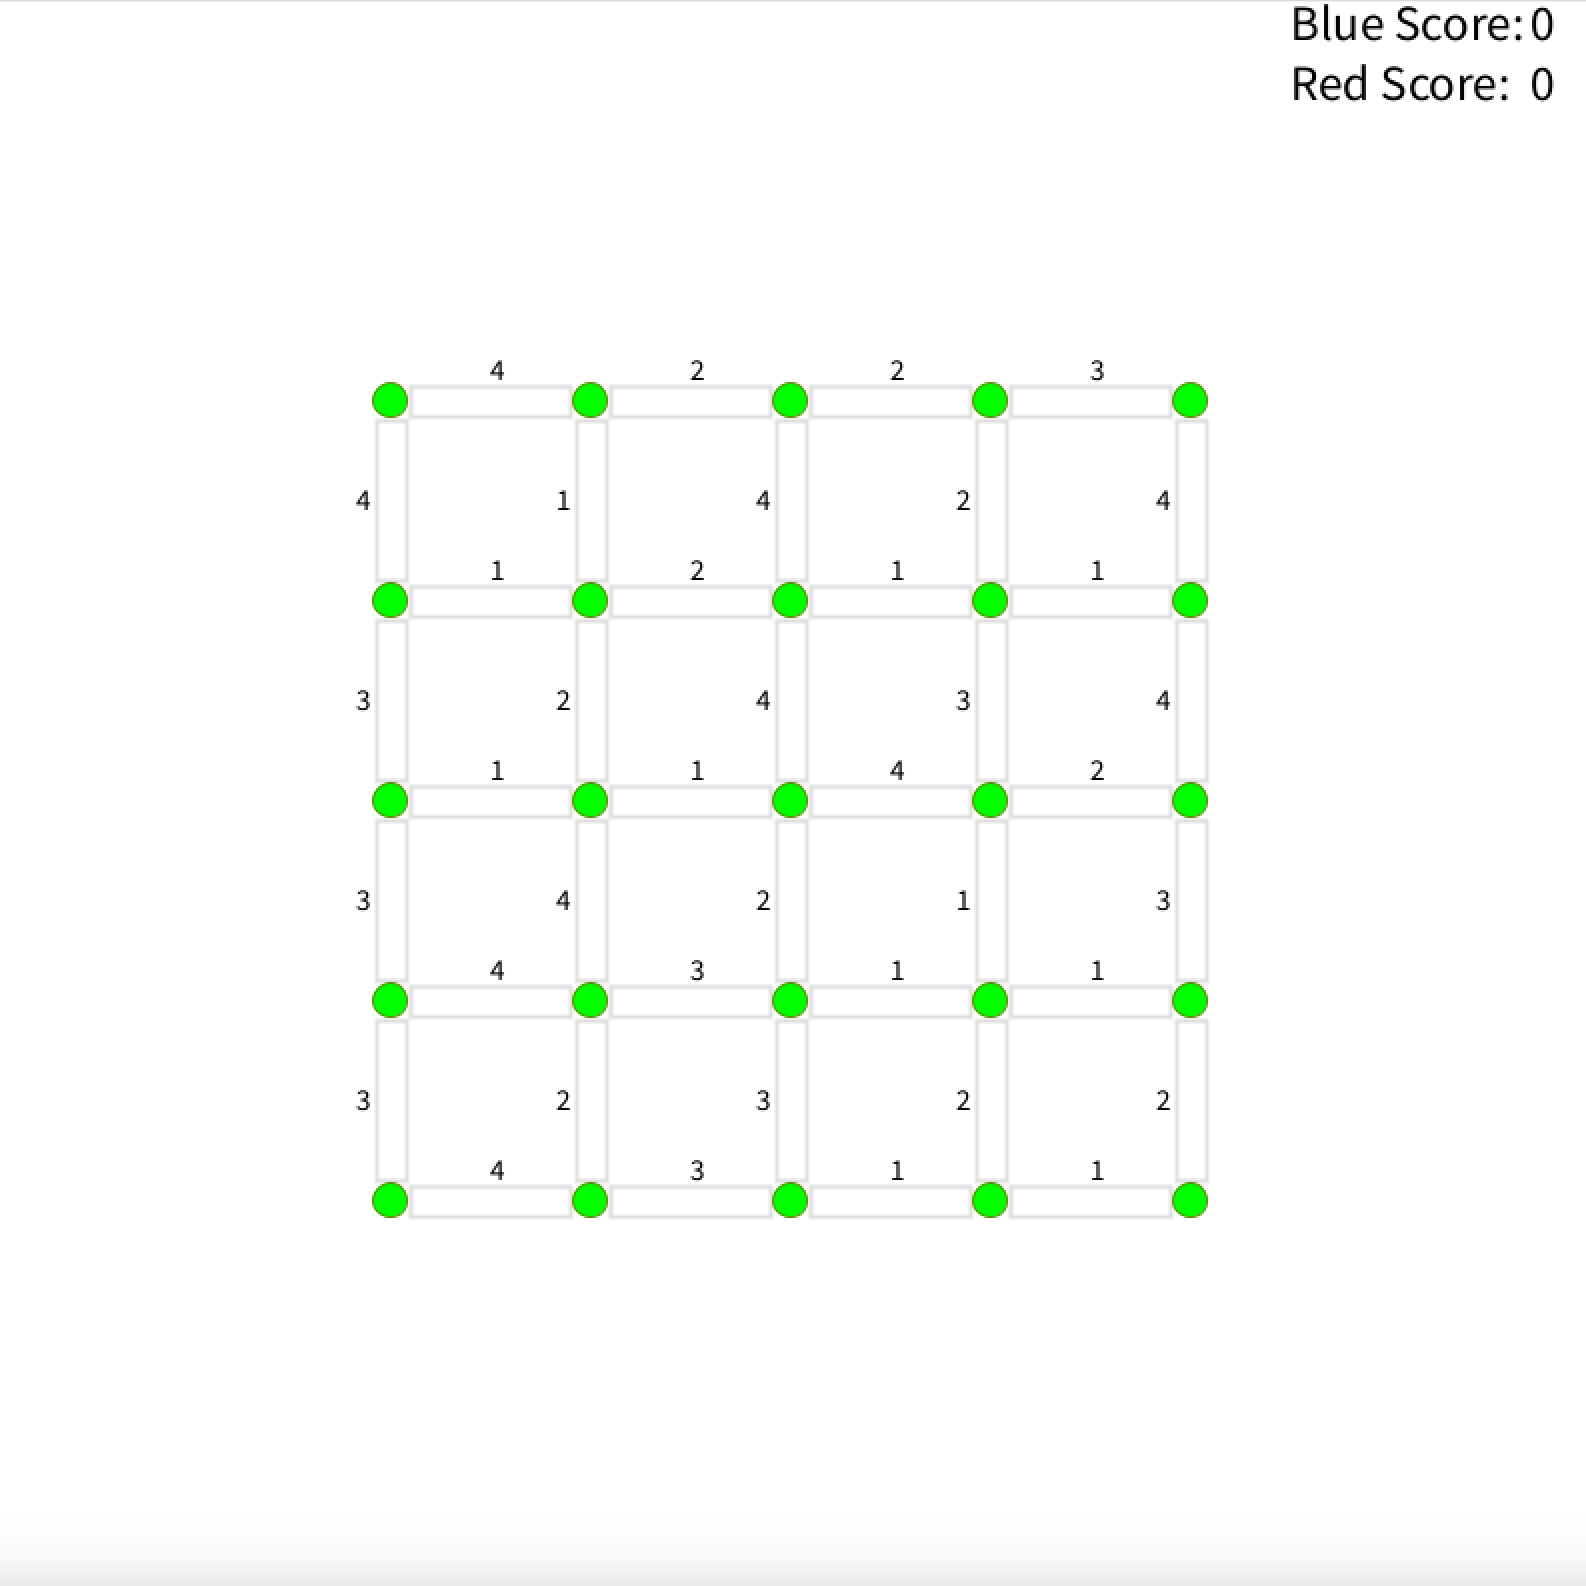 Blue Score: 0
Red Score: 0
4 2 2 3
4 1 4 2 4
1 2 1 1
3 2 4 3 4
1 1 4 2
3 4 2 1 3
4 3 1 1
3 2 3 2 2
4 3 1 1